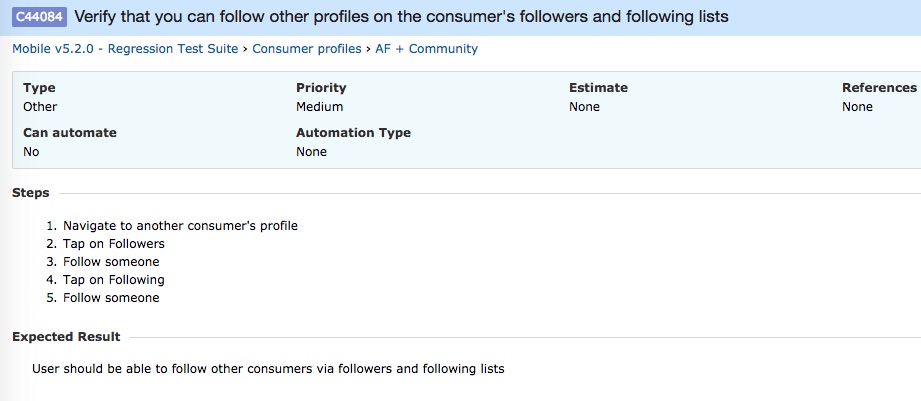 C44084 Verify that you can follow other profiles on the consumer's followers and following lists
Mobile v5.2.0 - Regression Test Suite › Consumer profiles › AF + Community
Type Priority Estimate References
Other Medium None None
Can automate Automation Type
No None
Steps
1. Navigate to another consumer's profile
2. Tap on Followers
3. Follow someone
4. Tap on Following
5. Follow someone
Expected Result
User should be able to follow other consumers via followers and following lists